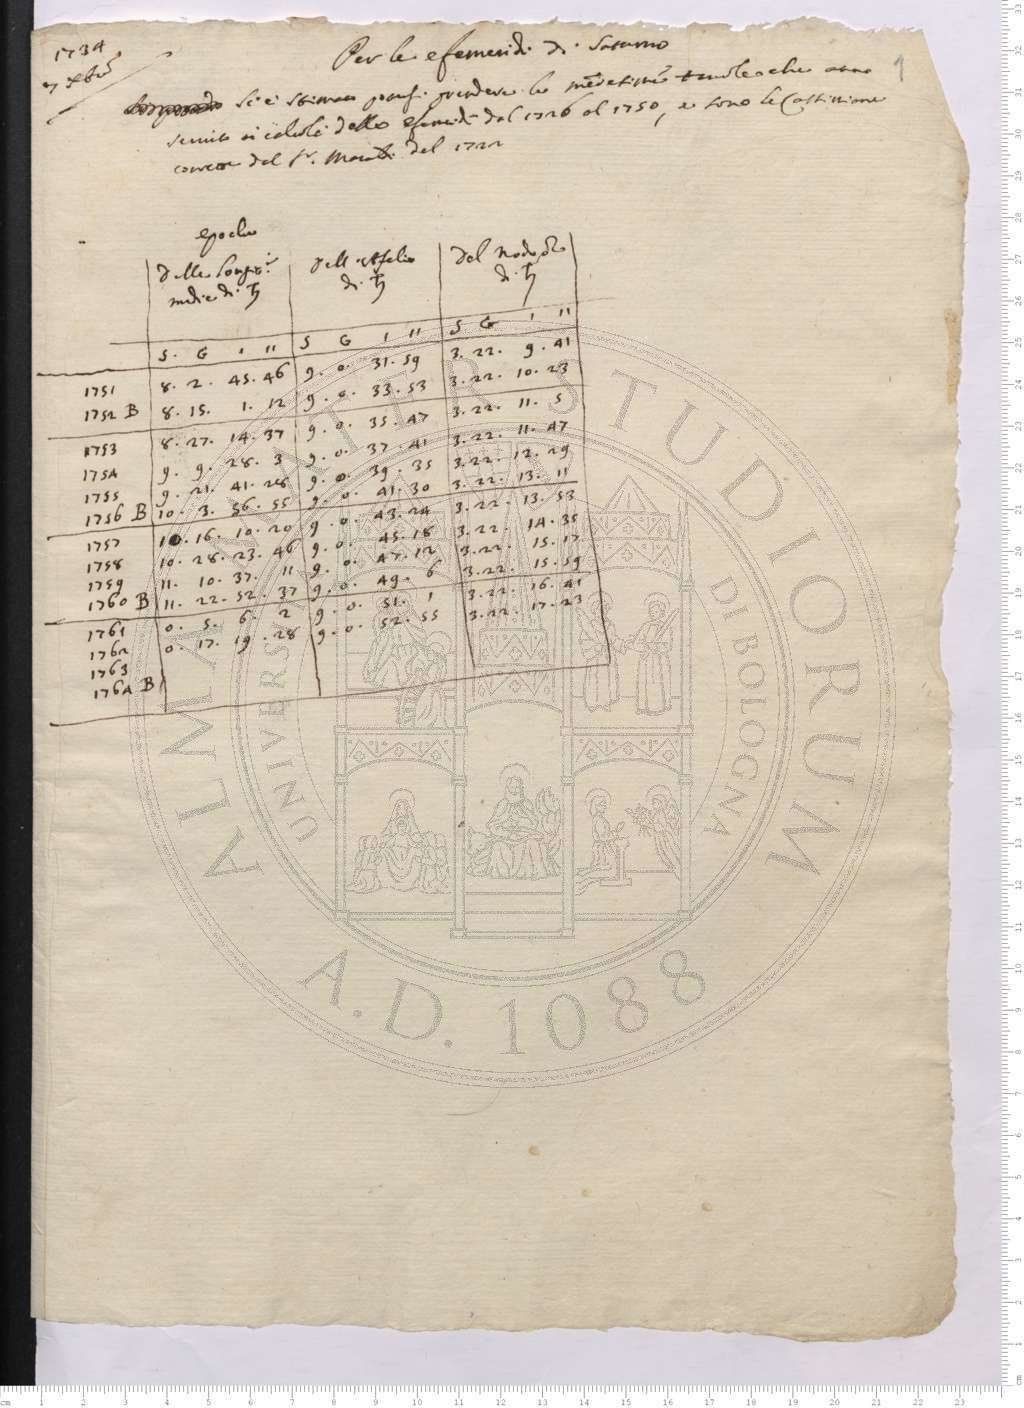 1734
7 Xbre
Per le efemeridi di Saturno
1
Si è stimato prendere le medesime tavole che anno
servito ai calcoli delle efemeridi dal 1726 al 1750, e sono le Cassiniane
corrette dal Sr. Maraldi del 1722
epoche
delle longit. medie di ♄ | dell'Afelio di ♄ | del Nodo di ♄
S. G ' '' | S G ' '' | S G ' ''
1751 8. 2. 45. 46 9. 0. 31. 59 3. 22. 9. 41
1752 B 8. 15. 1. 12 9. 0. 33. 53 3. 22. 10. 23
1753 8. 27. 14. 37 9. 0. 35. 47 3. 22. 11. 5
1754 9. 9. 28. 3 9. 0. 37. 41 3. 22. 11. 47
1755 9. 21. 41. 28 9. 0. 39. 35 3. 22. 12. 29
1756 B 10. 3. 56. 55 9. 0. 41. 30 3. 22. 13. 11
1757 10. 16. 10. 20 9. 0. 43. 24 3. 22. 13. 53
1758 10. 28. 23. 46 9. 0. 45. 18 3. 22. 14. 35
1759 11. 10. 37. 11 9. 0. 47. 12 3. 22. 15. 17
1760 B 11. 22. 52. 37 9. 0. 49. 6 3. 22. 15. 59
1761 0. 5. 6. 2 9. 0. 51. 1 3. 22. 16. 41
1762 0. 17. 19. 28 9. 0. 52. 55 3. 22. 17. 23
1763
1764 B
ALMA MATER STUDIORUM
UNIVERSITÀ DI BOLOGNA
A.D. 1088